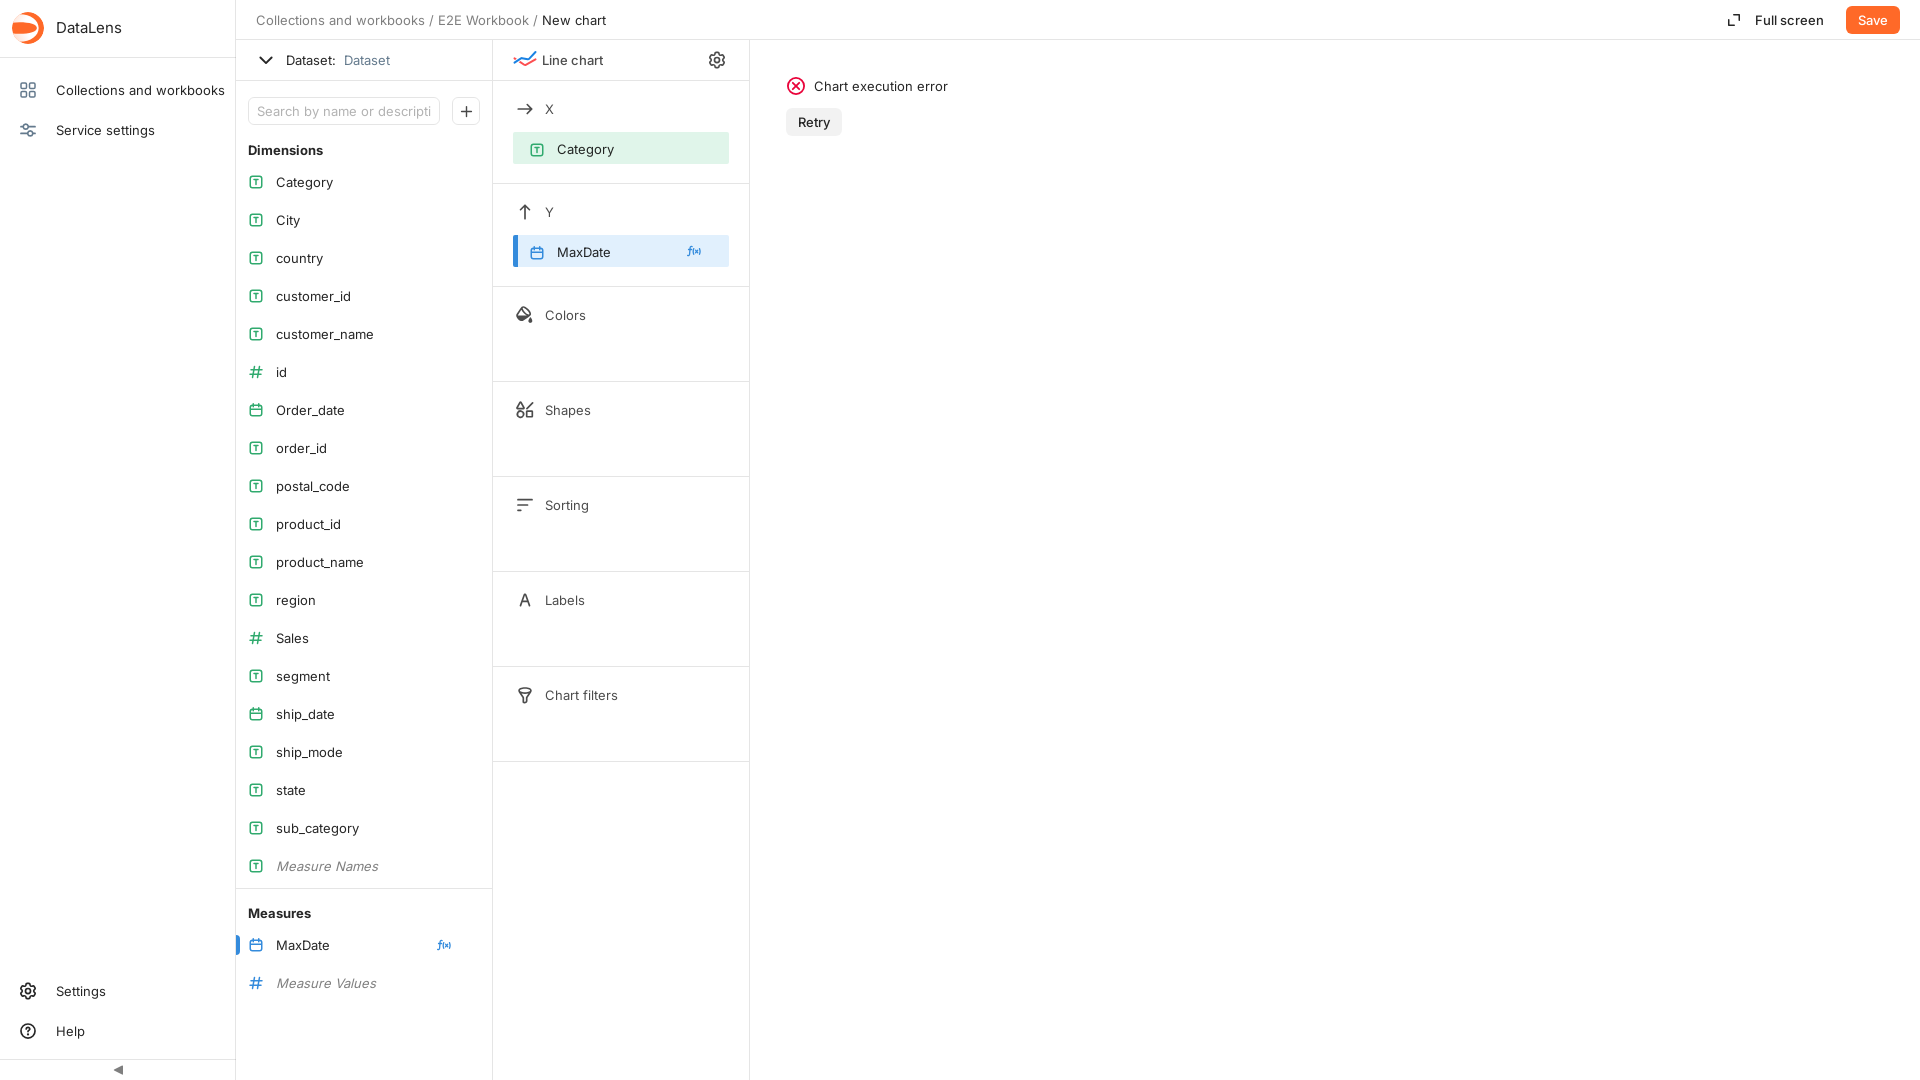 DataLens
Collections and workbooks
Service settings
Settings
Help
Collections and workbooks / E2E Workbook / New chart
Full screen
Save
Dataset: Dataset
Search by name or descripti
Dimensions
Category
City
country
customer_id
customer_name
id
Order_date
order_id
postal_code
product_id
product_name
region
Sales
segment
ship_date
ship_mode
state
sub_category
Measure Names
Measures
MaxDate
Measure Values
Line chart
X
Category
Y
MaxDate
Colors
Shapes
Sorting
Labels
Chart filters
Chart execution error
Retry